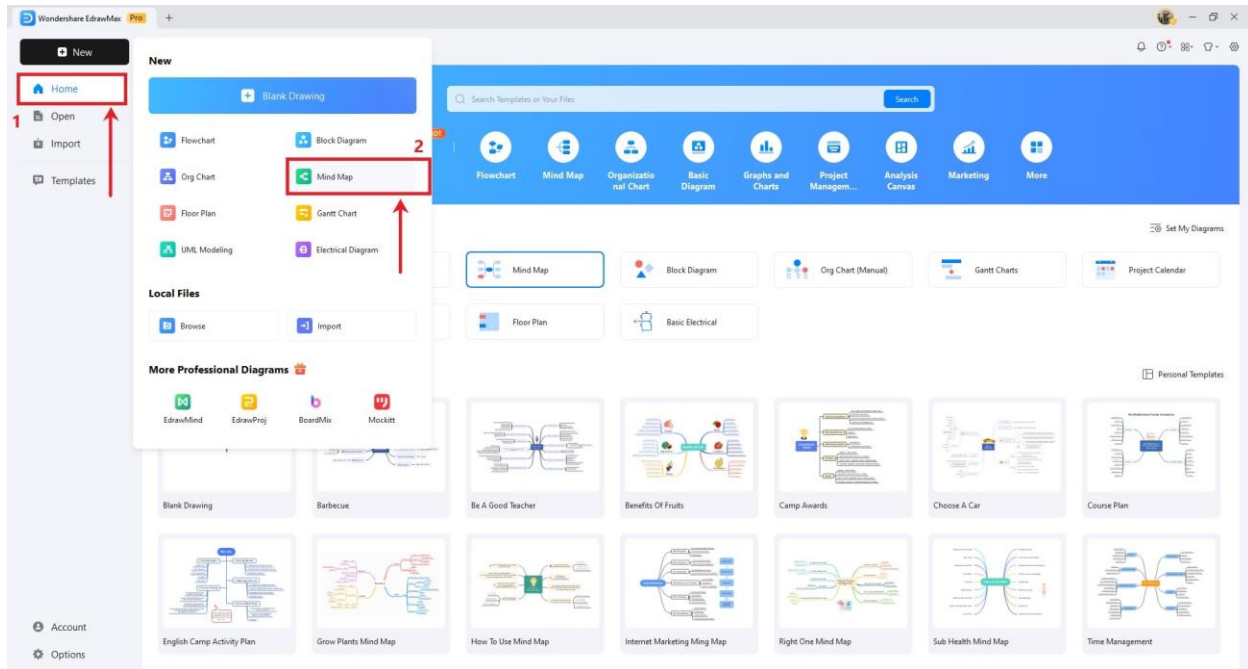 Wondershare EdrawMax Pro
New
Home
1
Open
Import
Templates
Account
Options
New
Blank Drawing
Flowchart
Block Diagram
2
Org Chart
Mind Map
Floor Plan
Gantt Chart
UML Modeling
Electrical Diagram
Local Files
Browse
Import
More Professional Diagrams
EdrawMind
EdrawProj
BoardMix
Mockitt
Search Templates or Your Files
Search
OT
Flowchart
Mind Map
Organizatio
nal Chart
Basic
Diagram
Graphs and
Charts
Project
Managem...
Analysis
Canvas
Marketing
More
Set My Diagrams
Mind Map
Block Diagram
Org Chart (Manual)
Gantt Charts
Project Calendar
Floor Plan
Basic Electrical
Personal Templates
Blank Drawing
Barbecue
Be A Good Teacher
Benefits Of Fruits
Camp Awards
Choose A Car
Course Plan
English Camp Activity Plan
Grow Plants Mind Map
How To Use Mind Map
Internet Marketing Ming Map
Right One Mind Map
Sub Health Mind Map
Time Management